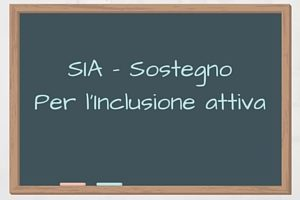 SIA - Sostegno
Per l'Inclusione attiva